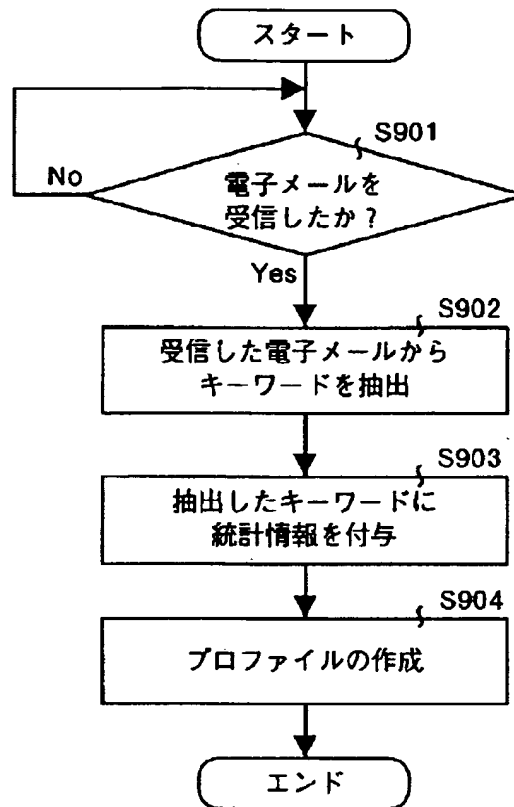 スタート
S901
No
電子メールを
受信したか？
Yes
S902
受信した電子メールから
キーワードを抽出
S903
抽出したキーワードに
統計情報を付与
S904
プロファイルの作成
エンド